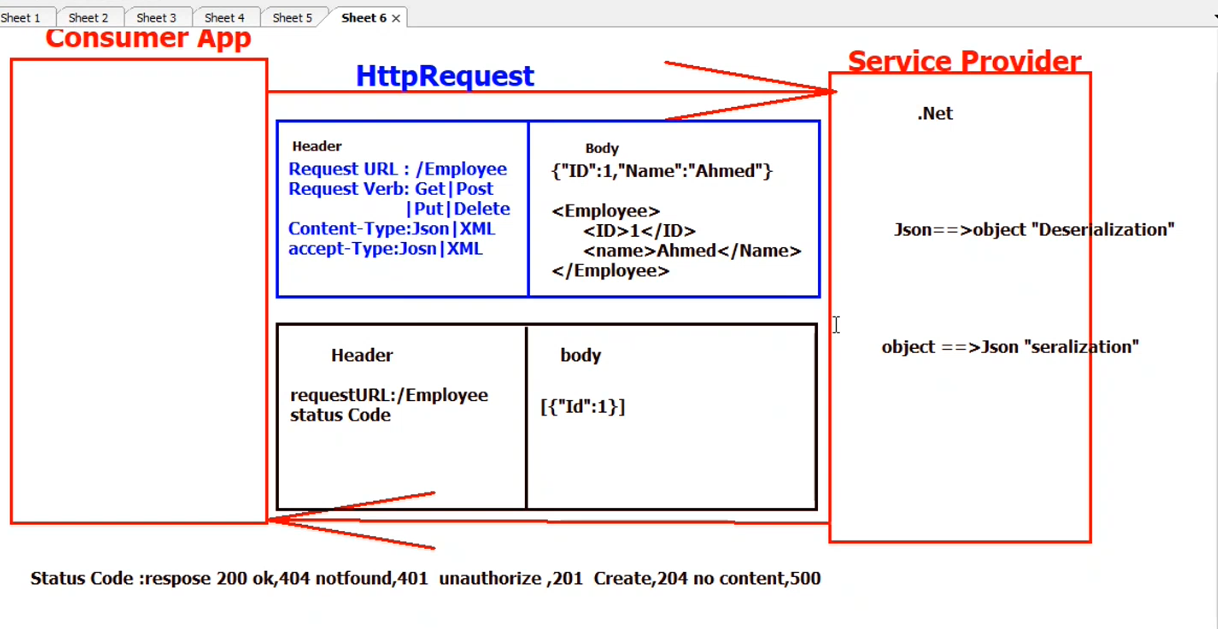 Sheet 1
Sheet 2
Sheet 3
Sheet 4
Sheet 5
Sheet 6
Consumer App
HttpRequest
Service Provider
.Net
Header
Request URL : /Employee
Request Verb: Get|Post
|Put|Delete
Content-Type:Json|XML
accept-Type:Josn|XML
Body
{"ID":1,"Name":"Ahmed"}
<Employee>
<ID>1</ID>
<name>Ahmed</Name>
</Employee>
Json==>object "Deserialization"
object ==>Json "seralization"
Header
requestURL:/Employee
status Code
body
[{"Id":1}]
Status Code :respose 200 ok,404 notfound,401 unauthorize ,201 Create,204 no content,500